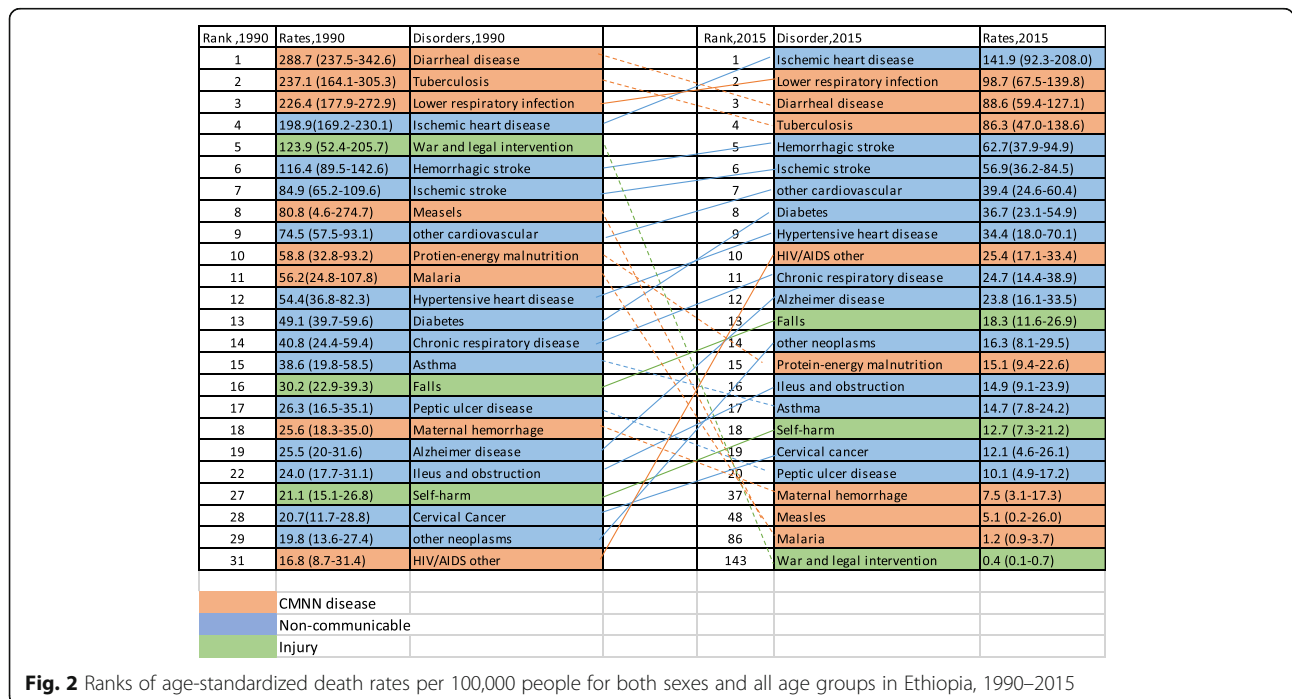 Rank ,1990 Rates,1990 Disorders,1990 Rank,2015 Disorder,2015 Rates,2015
1 288.7 (237.5-342.6) Diarrheal disease 1 Ischemic heart disease 141.9 (92.3-208.0)
2 237.1 (164.1-305.3) Tuberculosis 2 Lower respiratory infection 98.7 (67.5-139.8)
3 226.4 (177.9-272.9) Lower respiratory infection 3 Diarrheal disease 88.6 (59.4-127.1)
4 198.9(169.2-230.1) Ischemic heart disease 4 Tuberculosis 86.3 (47.0-138.6)
5 123.9 (52.4-205.7) War and legal intervention 5 Hemorrhagic stroke 62.7(37.9-94.9)
6 116.4 (89.5-142.6) Hemorrhagic stroke 6 Ischemic stroke 56.9(36.2-84.5)
7 84.9 (65.2-109.6) Ischemic stroke 7 other cardiovascular 39.4 (24.6-60.4)
8 80.8 (4.6-274.7) Measels 8 Diabetes 36.7 (23.1-54.9)
9 74.5 (57.5-93.1) other cardiovascular 9 Hypertensive heart disease 34.4 (18.0-70.1)
10 58.8 (32.8-93.2) Protien-energy malnutrition 10 HIV/AIDS other 25.4 (17.1-33.4)
11 56.2(24.8-107.8) Malaria 11 Chronic respiratory disease 24.7 (14.4-38.9)
12 54.4(36.8-82.3) Hypertensive heart disease 12 Alzheimer disease 23.8 (16.1-33.5)
13 49.1 (39.7-59.6) Diabetes 13 Falls 18.3 (11.6-26.9)
14 40.8 (24.4-59.4) Chronic respiratory disease 14 other neoplasms 16.3 (8.1-29.5)
15 38.6 (19.8-58.5) Asthma 15 Protein-energy malnutrition 15.1 (9.4-22.6)
16 30.2 (22.9-39.3) Falls 16 Ileus and obstruction 14.9 (9.1-23.9)
17 26.3 (16.5-35.1) Peptic ulcer disease 17 Asthma 14.7 (7.8-24.2)
18 25.6 (18.3-35.0) Maternal hemorrhage 18 Self-harm 12.7 (7.3-21.2)
19 25.5 (20-31.6) Alzheimer disease 19 Cervical cancer 12.1 (4.6-26.1)
22 24.0 (17.7-31.1) Ileus and obstruction 20 Peptic ulcer disease 10.1 (4.9-17.2)
27 21.1 (15.1-26.8) Self-harm 37 Maternal hemorrhage 7.5 (3.1-17.3)
28 20.7(11.7-28.8) Cervical Cancer 48 Measles 5.1 (0.2-26.0)
29 19.8 (13.6-27.4) other neoplasms 86 Malaria 1.2 (0.9-3.7)
31 16.8 (8.7-31.4) HIV/AIDS other 143 War and legal intervention 0.4 (0.1-0.7)
CMNN disease
Non-communicable
Injury
Fig. 2 Ranks of age-standardized death rates per 100,000 people for both sexes and all age groups in Ethiopia, 1990–2015